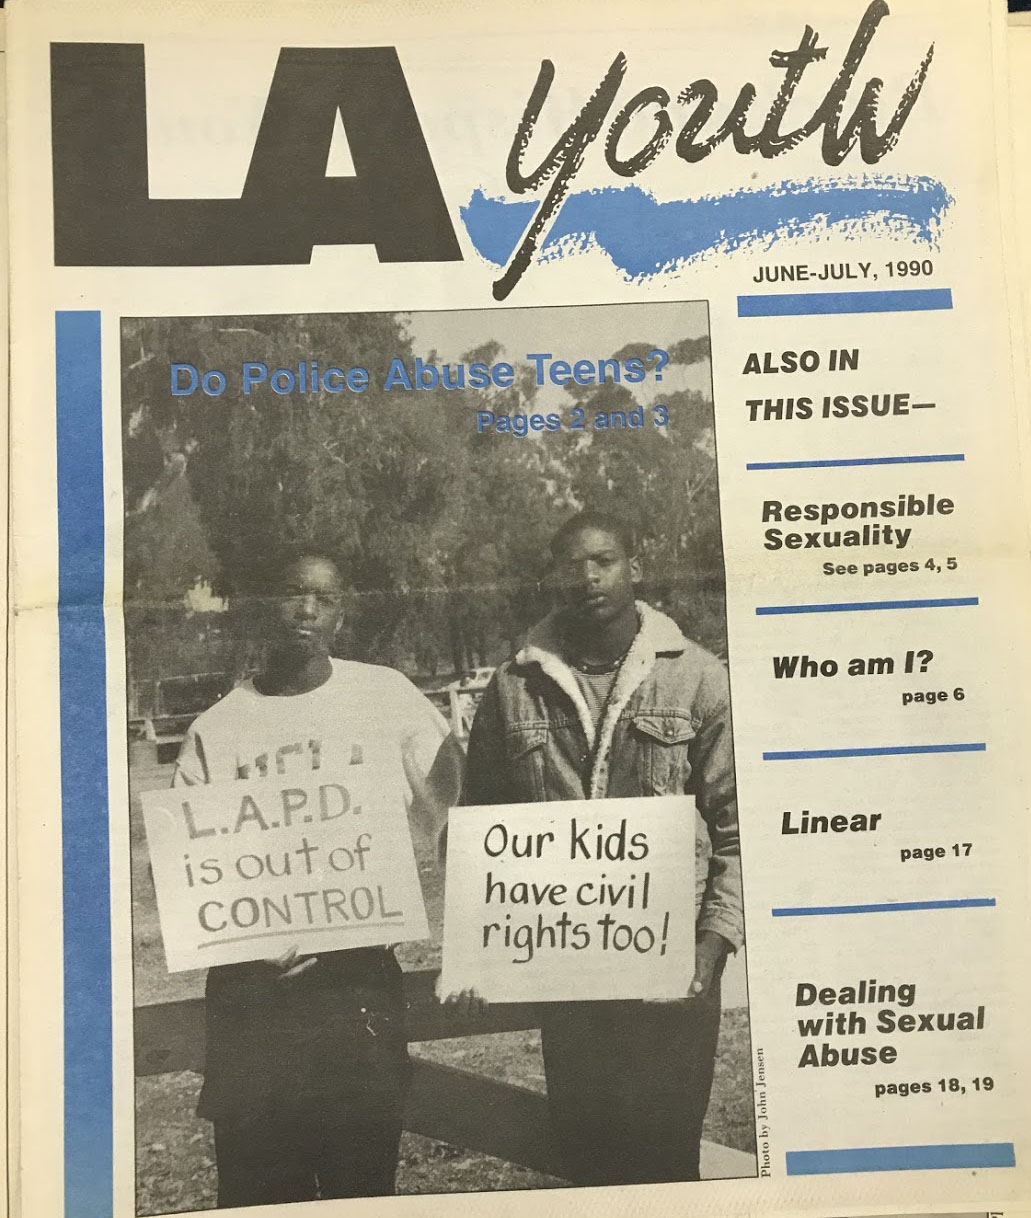 LA youth
JUNE-JULY, 1990
Do Police Abuse Teens?
Pages 2 and 3
L.A.P.D.
is out of
CONTROL
Our kids
have civil
rights too!
Photo by John Jensen
ALSO IN
THIS ISSUE—
Responsible
Sexuality
See pages 4, 5
Who am I?
page 6
Linear
page 17
Dealing
with Sexual
Abuse
pages 18, 19